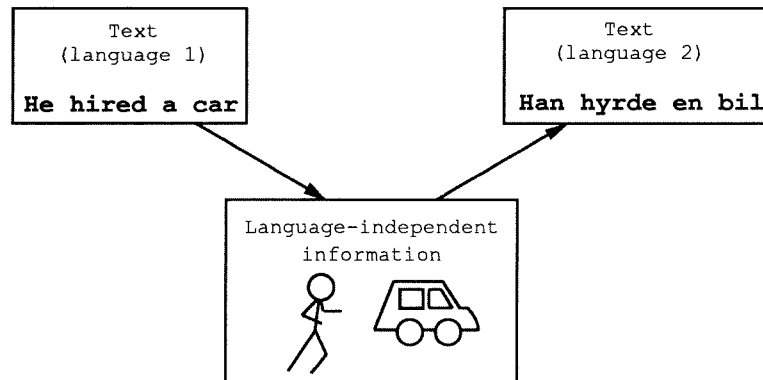 Text
(language 1)
He hired a car
Text
(language 2)
Han hyrde en bil
Language-independent
information